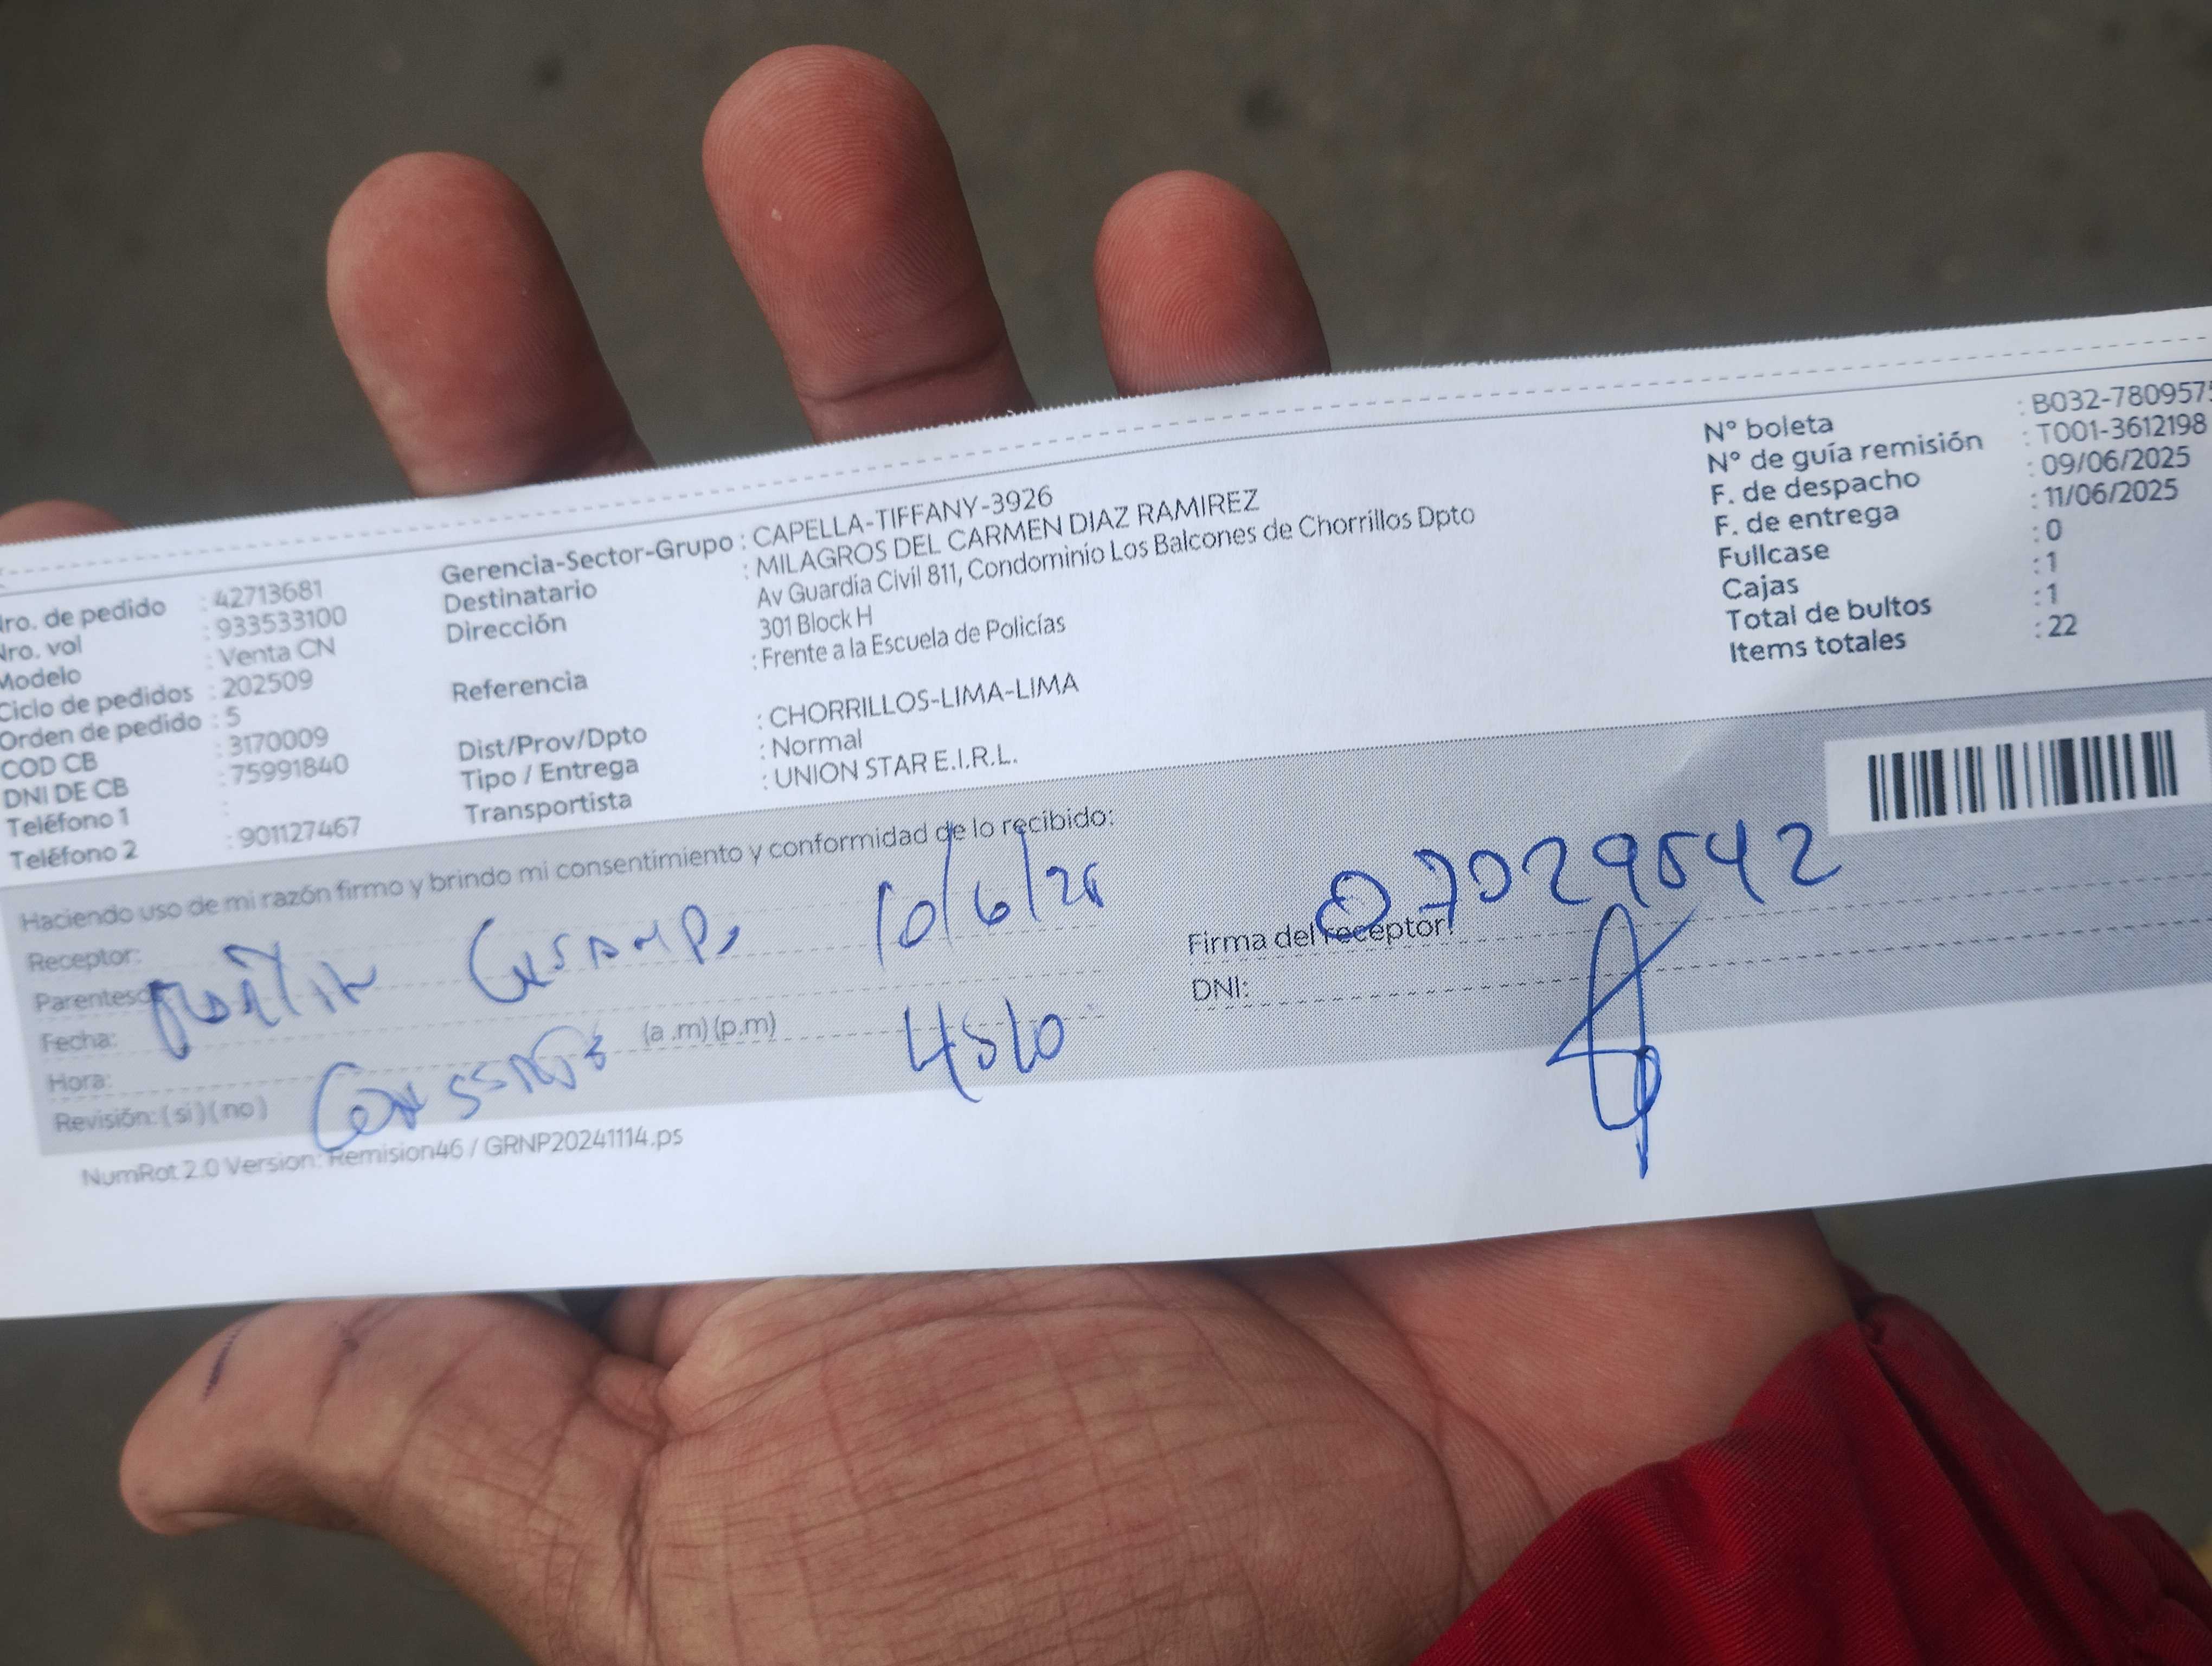 Nro. de pedido : 42713681
Nro. vol : 933533100
Modelo : Venta CN
Ciclo de pedidos : 202509
Orden de pedido : 5
COD CB : 3170009
DNI DE CB : 75991840
Teléfono 1 :
Teléfono 2 : 901127467
Gerencia-Sector-Grupo : CAPELLA-TIFFANY-3926
Destinatario : MILAGROS DEL CARMEN DIAZ RAMIREZ
Dirección : Av Guardia Civil 811, Condominio Los Balcones de Chorrillos Dpto
301 Block H
Referencia : Frente a la Escuela de Policías
Dist/Prov/Dpto : CHORRILLOS-LIMA-LIMA
Tipo / Entrega : Normal
Transportista : UNION STAR E.I.R.L.
N° boleta : B032-7809575
N° de guía remisión : T001-3612198
F. de despacho : 09/06/2025
F. de entrega : 11/06/2025
Fullcase : 0
Cajas : 1
Total de bultos : 1
Items totales : 22
Haciendo uso de mi razón firmo y brindo mi consentimiento y conformidad de lo recibido:
Receptor:
Parentesco
Fecha: 10/6/25
Hora: (a.m)(p.m)
Revisión: (si)(no)
Firma del receptor: 07029542
DNI:
NumRot 2.0 Version: Remision46 / GRNP20241114.ps